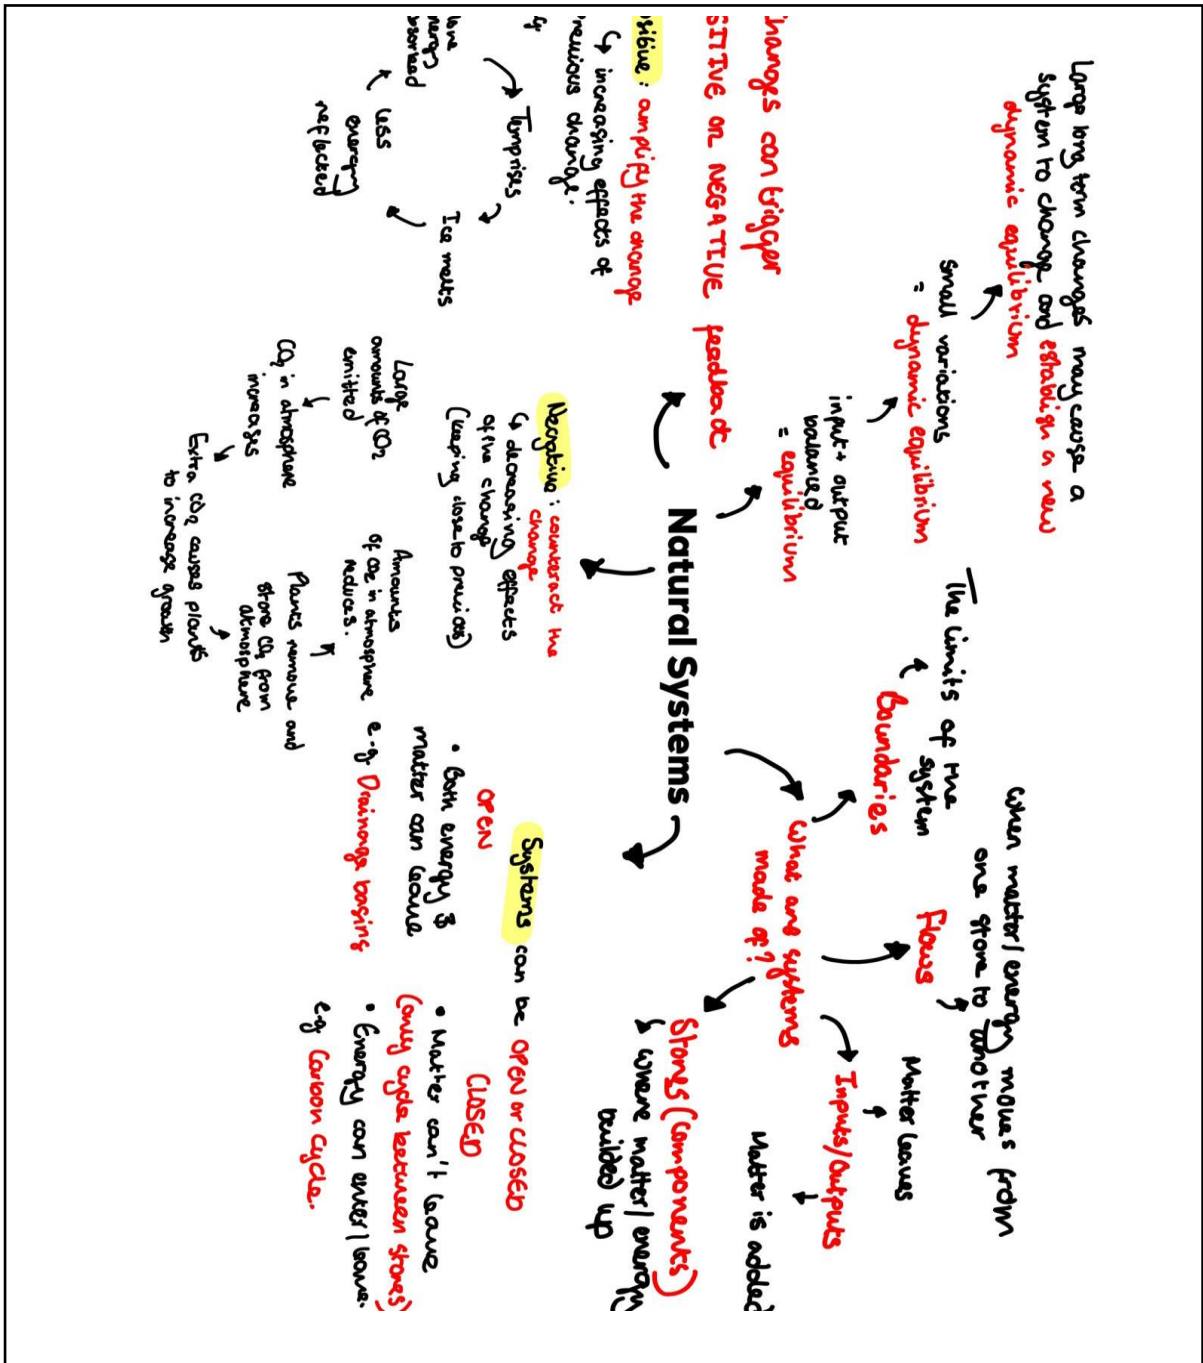 Large long term changes may cause a
system to change and establish a new
dynamic equilibrium
small variations
= dynamic equilibrium
input + output
balanced
= equilibrium
hanges can trigger
SITIVE or NEGATIVE feedback
sitive: amplify the change
↳ increasing effects of
previous change.
Temp rises
Ice melts
Less
energy
reflected
energy
absorbed
Natural Systems
Negative: counteract the
change
↳ decreasing effects
of the change
(keeping close to previous)
Large
amounts of CO₂
emitted
CO₂ in atmosphere
increases
Extra CO₂ causes plants
to increase growth
Plants remove and
store CO₂ from
atmosphere
Amounts
of CO₂ in atmosphere
reduces.
The limits of the
system
Boundaries
When matter/energy moves from
one store to another
Flows
What are systems
made of?
Matter leaves
Inputs/Outputs
Matter is added
Stores (components)
↳ where matter/energy
builded up
Systems can be OPEN or CLOSED
OPEN
• Both energy &
matter can leave
e.g Drainage basins
CLOSED
• Matter can't leave
(only cycle between stores)
• Energy can enter/leave.
e.g Carbon Cycle.